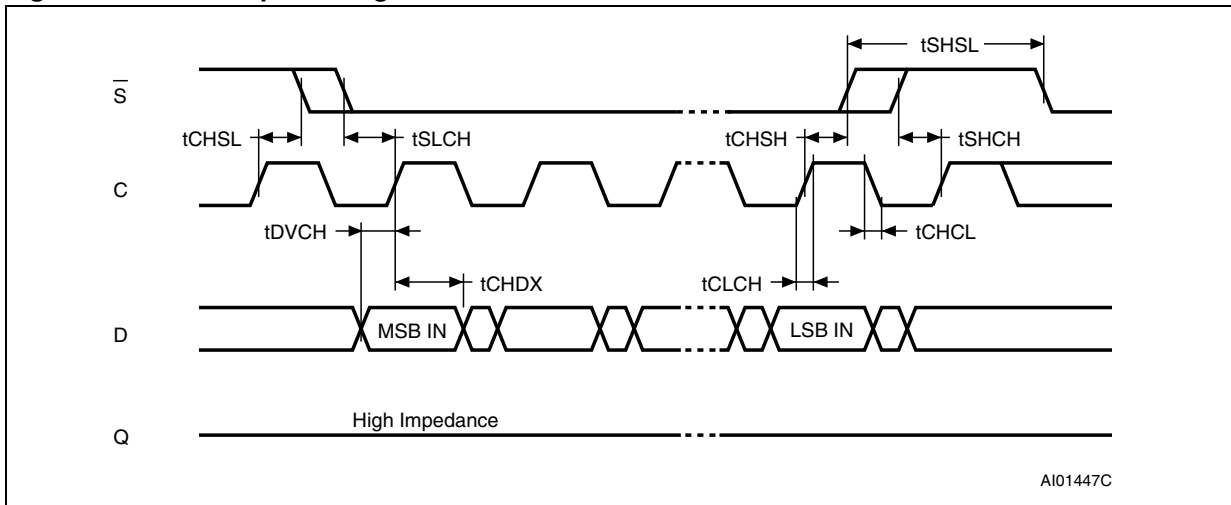 tSHSL
S
tCHSL
tSLCH
tCHSH
tSHCH
C
tDVCH
tCHCL
tCHDX
tCLCH
D
MSB IN
LSB IN
High Impedance
Q
AI01447C